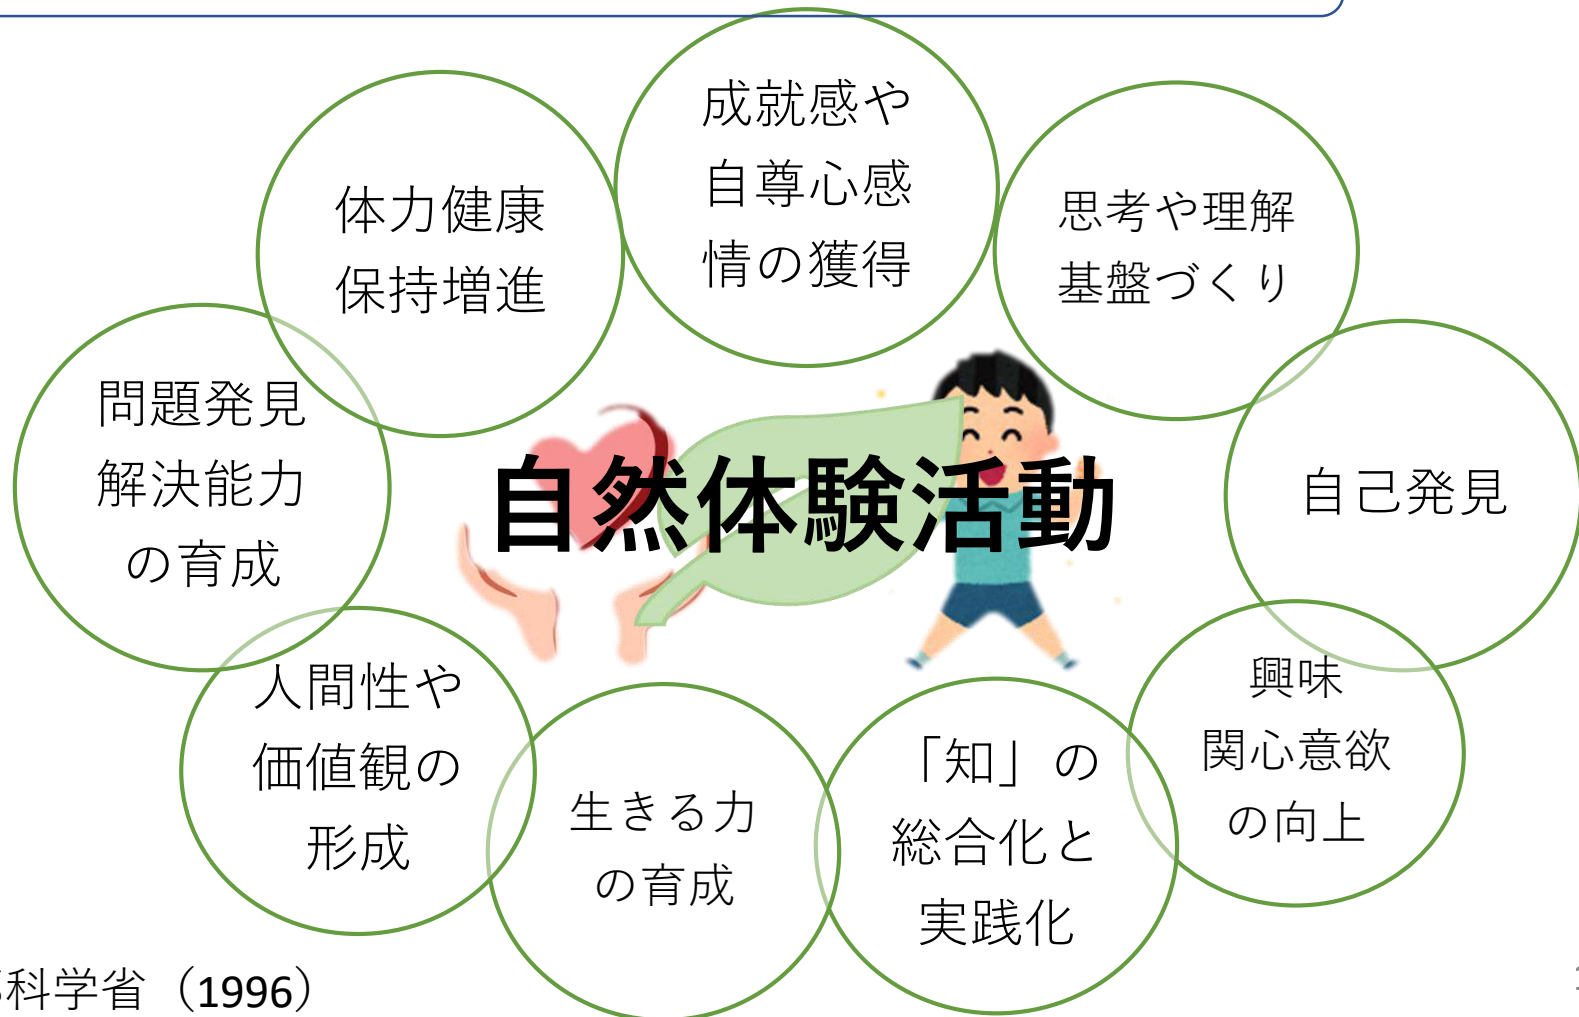 成就感や
自尊心感
情の獲得
体力健康
保持増進
思考や理解
基盤づくり
問題発見
解決能力
の育成
自然体験活動
自己発見
人間性や
価値観の
形成
生きる力
の育成
「知」の
総合化と
実践化
興味
関心意欲
の向上
科学省（1996）